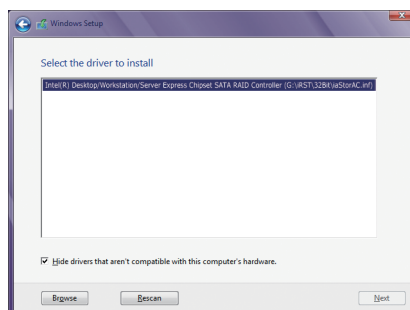 Windows Setup
Select the driver to install
Intel(R) Desktop/Workstation/Server Express Chipset SATA RAID Controller (G:\iRST\32Bit\iaStorAC.inf)
Hide drivers that aren't compatible with this computer's hardware.
Browse
Rescan
Next